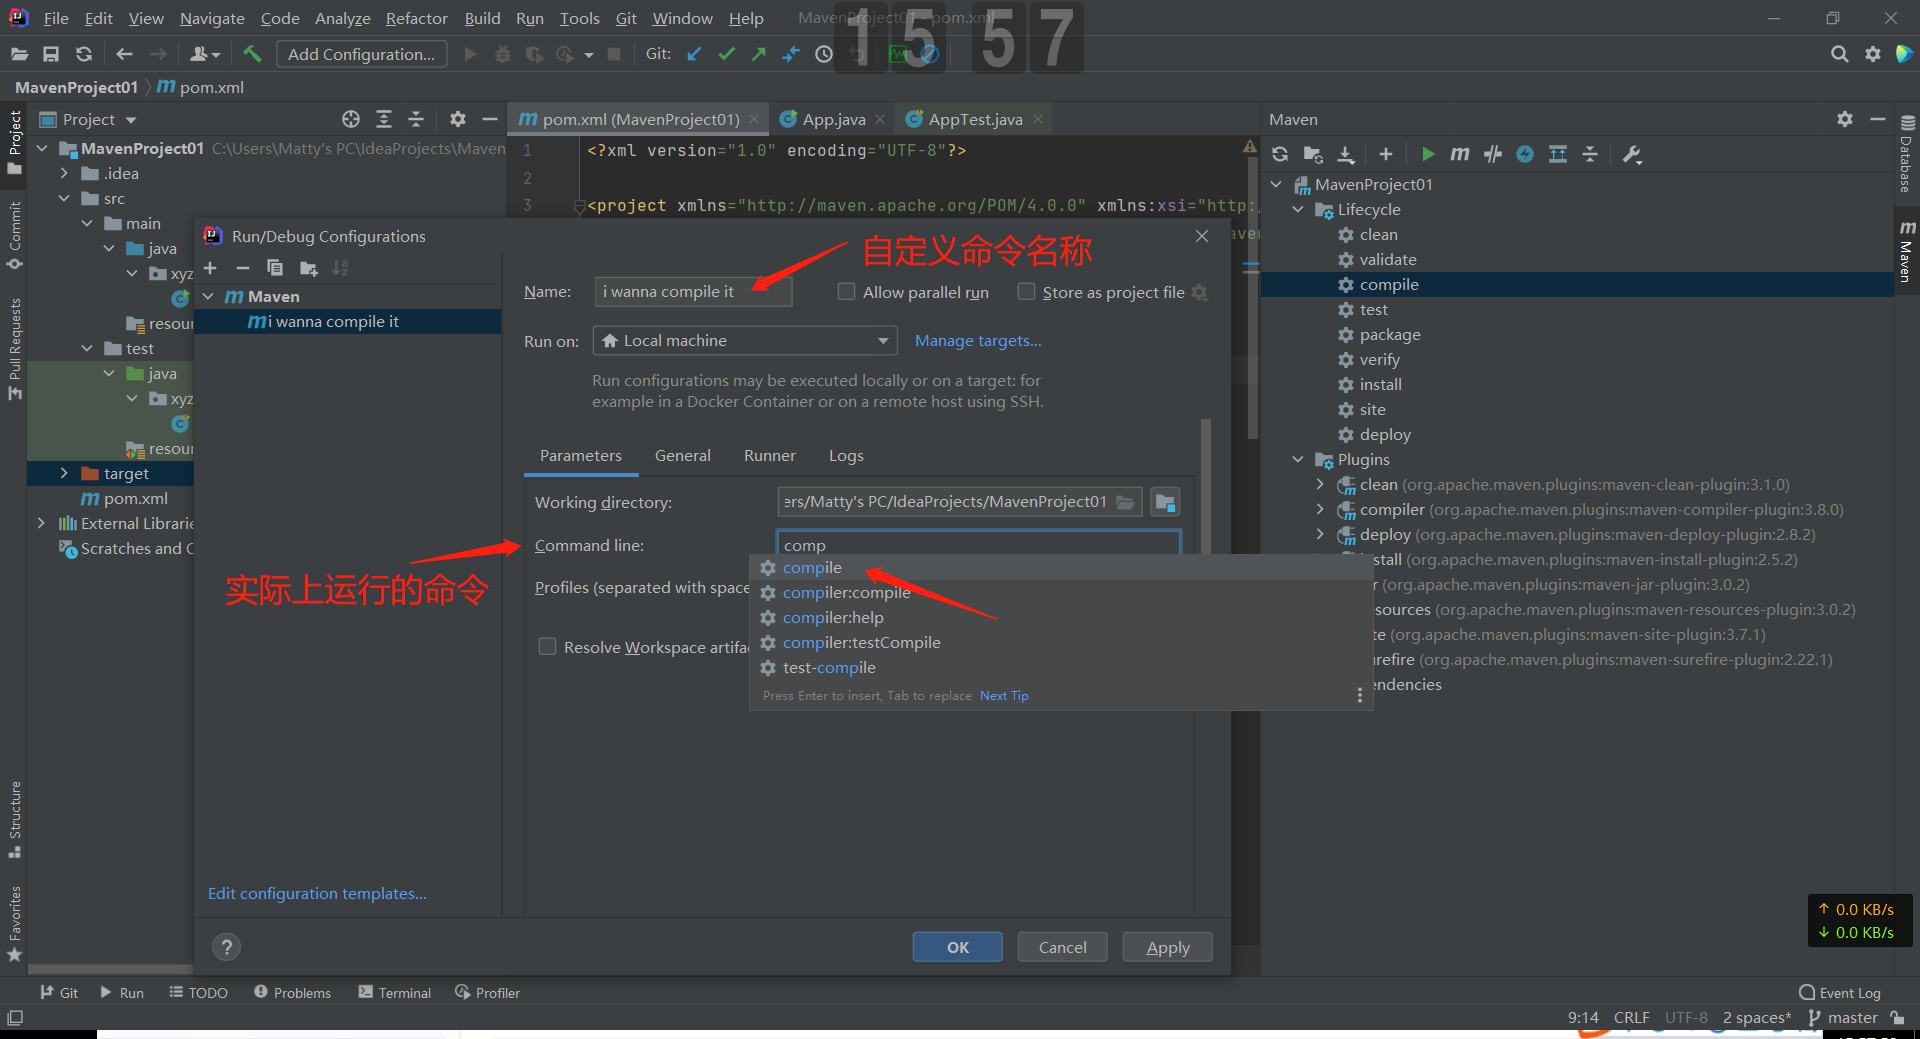 File Edit View Navigate Code Analyze Refactor Build Run Tools Git Window Help MavenProject01 - pom.xml
15 57
Add Configuration... Git:
MavenProject01 pom.xml
Project
pom.xml (MavenProject01) App.java AppTest.java
Maven
MavenProject01 C:\Users\Matty's PC\IdeaProjects\Maven
.idea
src
main
java
xyz
resour
test
java
xyz
resour
target
pom.xml
External Librarie
Scratches and C
1 <?xml version="1.0" encoding="UTF-8"?>
2
3 <project xmlns="http://maven.apache.org/POM/4.0.0" xmlns:xsi="http:/
aven
Run/Debug Configurations
Maven
i wanna compile it
Edit configuration templates...
自定义命令名称
Name: i wanna compile it Allow parallel run Store as project file
Run on: Local machine Manage targets...
Run configurations may be executed locally or on a target: for
example in a Docker Container or on a remote host using SSH.
Parameters General Runner Logs
Working directory: ers/Matty's PC/IdeaProjects/MavenProject01
Command line: comp
实际上运行的命令
Profiles (separated with space
Resolve Workspace artifac
compile
compiler:compile
compiler:help
compiler:testCompile
test-compile
Press Enter to insert, Tab to replace Next Tip
? OK Cancel Apply
MavenProject01
Lifecycle
clean
validate
compile
test
package
verify
install
site
deploy
Plugins
clean (org.apache.maven.plugins:maven-clean-plugin:3.1.0)
compiler (org.apache.maven.plugins:maven-compiler-plugin:3.8.0)
deploy (org.apache.maven.plugins:maven-deploy-plugin:2.8.2)
install (org.apache.maven.plugins:maven-install-plugin:2.5.2)
r (org.apache.maven.plugins:maven-jar-plugin:3.0.2)
sources (org.apache.maven.plugins:maven-resources-plugin:3.0.2)
te (org.apache.maven.plugins:maven-site-plugin:3.7.1)
refire (org.apache.maven.plugins:maven-surefire-plugin:2.22.1)
endencies
Project
Commit
Pull Requests
Structure
Favorites
Database
Maven
↑ 0.0 KB/s
↓ 0.0 KB/s
Git Run TODO Problems Terminal Profiler Event Log
9:14 CRLF UTF-8 2 spaces* master